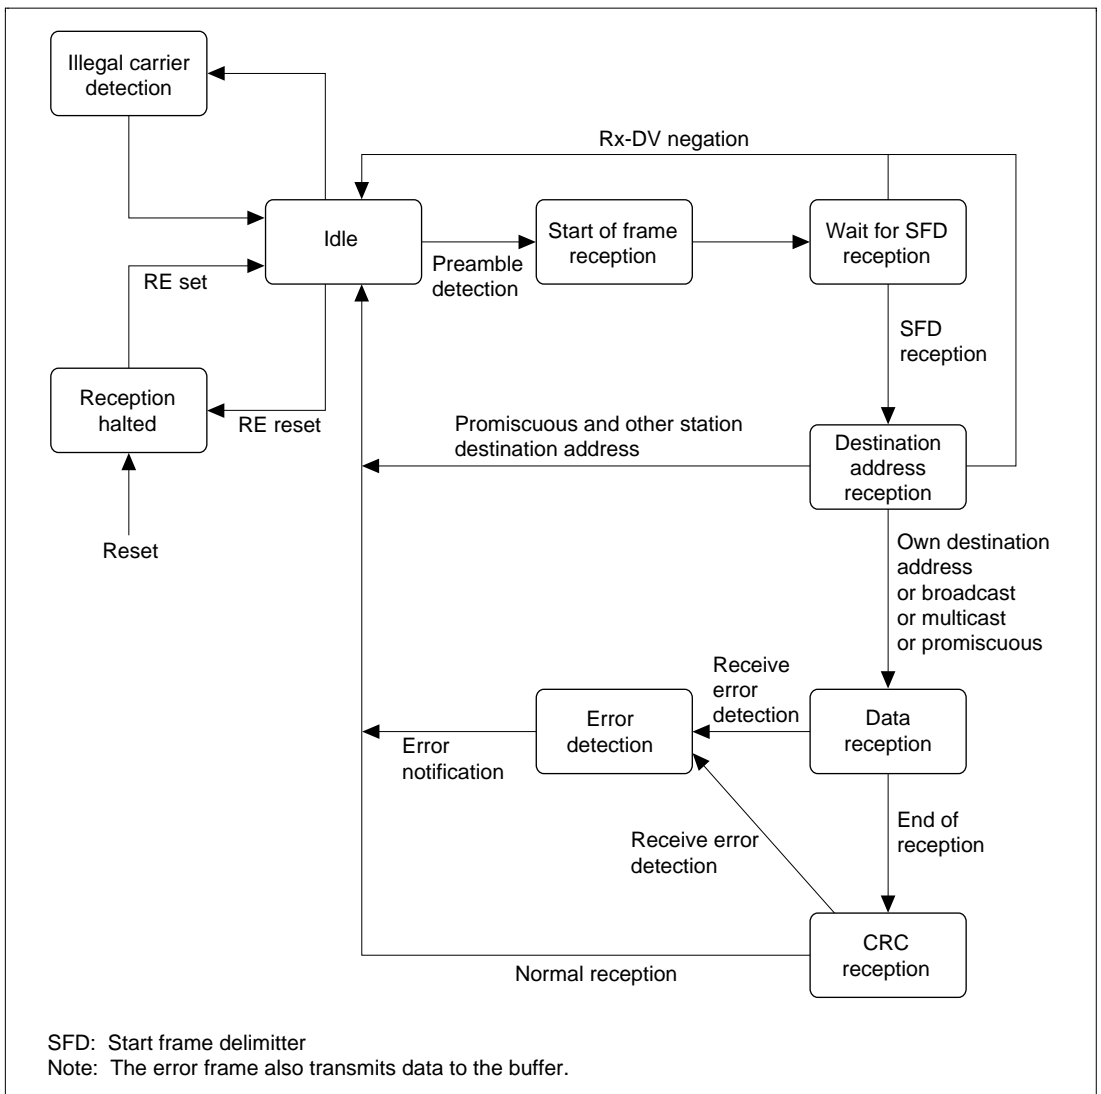 Illegal carrier
detection
Rx-DV negation
Idle
Start of frame
reception
Wait for SFD
reception
Preamble
detection
RE set
SFD
reception
Reception
halted
RE reset
Promiscuous and other station
destination address
Destination
address
reception
Reset
Own destination
address
or broadcast
or multicast
or promiscuous
Receive
error
detection
Error
detection
Data
reception
Error
notification
End of
reception
Receive error
detection
CRC
reception
Normal reception
SFD: Start frame delimitter
Note: The error frame also transmits data to the buffer.